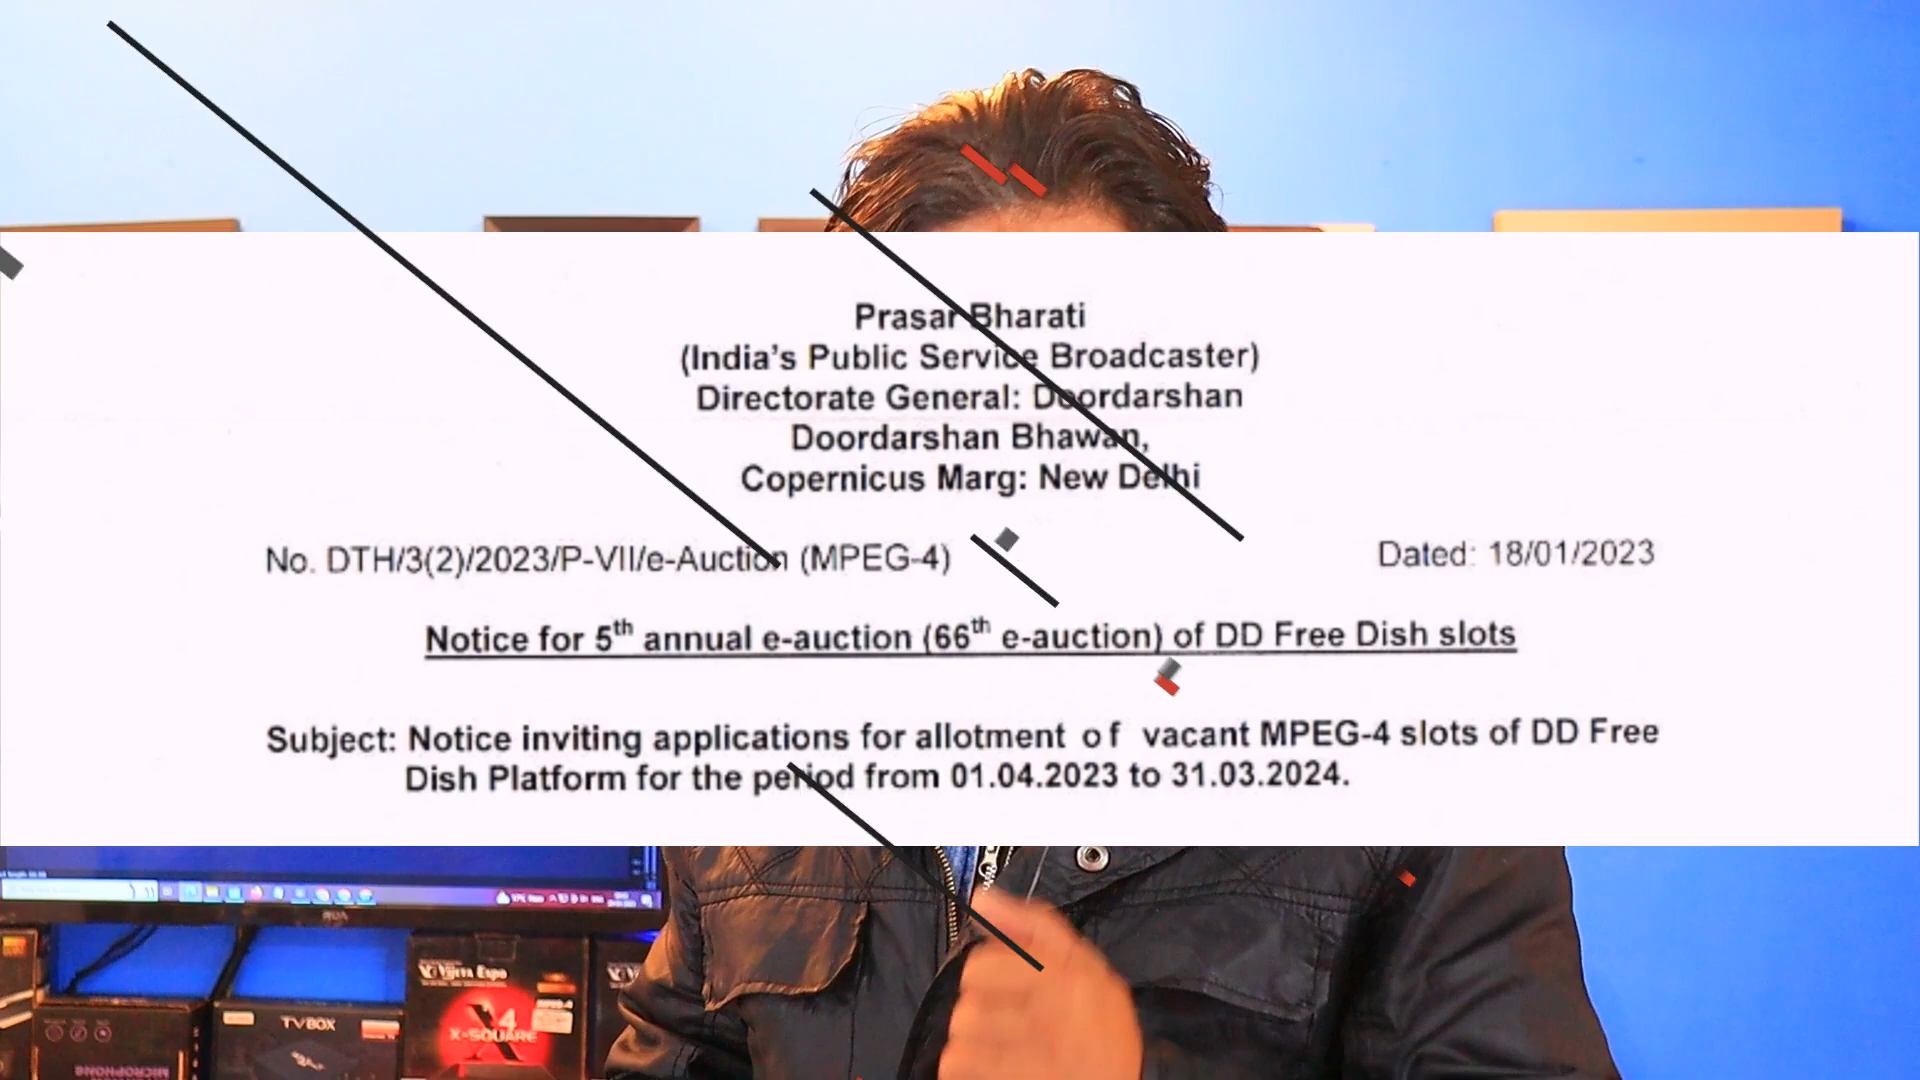 Prasar Bharati
(India's Public Service Broadcaster)
Directorate General: Doordarshan
Doordarshan Bhawan,
Copernicus Marg: New Delhi
No. DTH/3(2)/2023/P-VII/e-Auction (MPEG-4)
Dated: 18/01/2023
Notice for 5th annual e-auction (66th e-auction) of DD Free Dish slots
Subject: Notice inviting applications for allotment of vacant MPEG-4 slots of DD Free
Dish Platform for the period from 01.04.2023 to 31.03.2024.
TV BOX
4
X-SQUARE
MICROPHONE